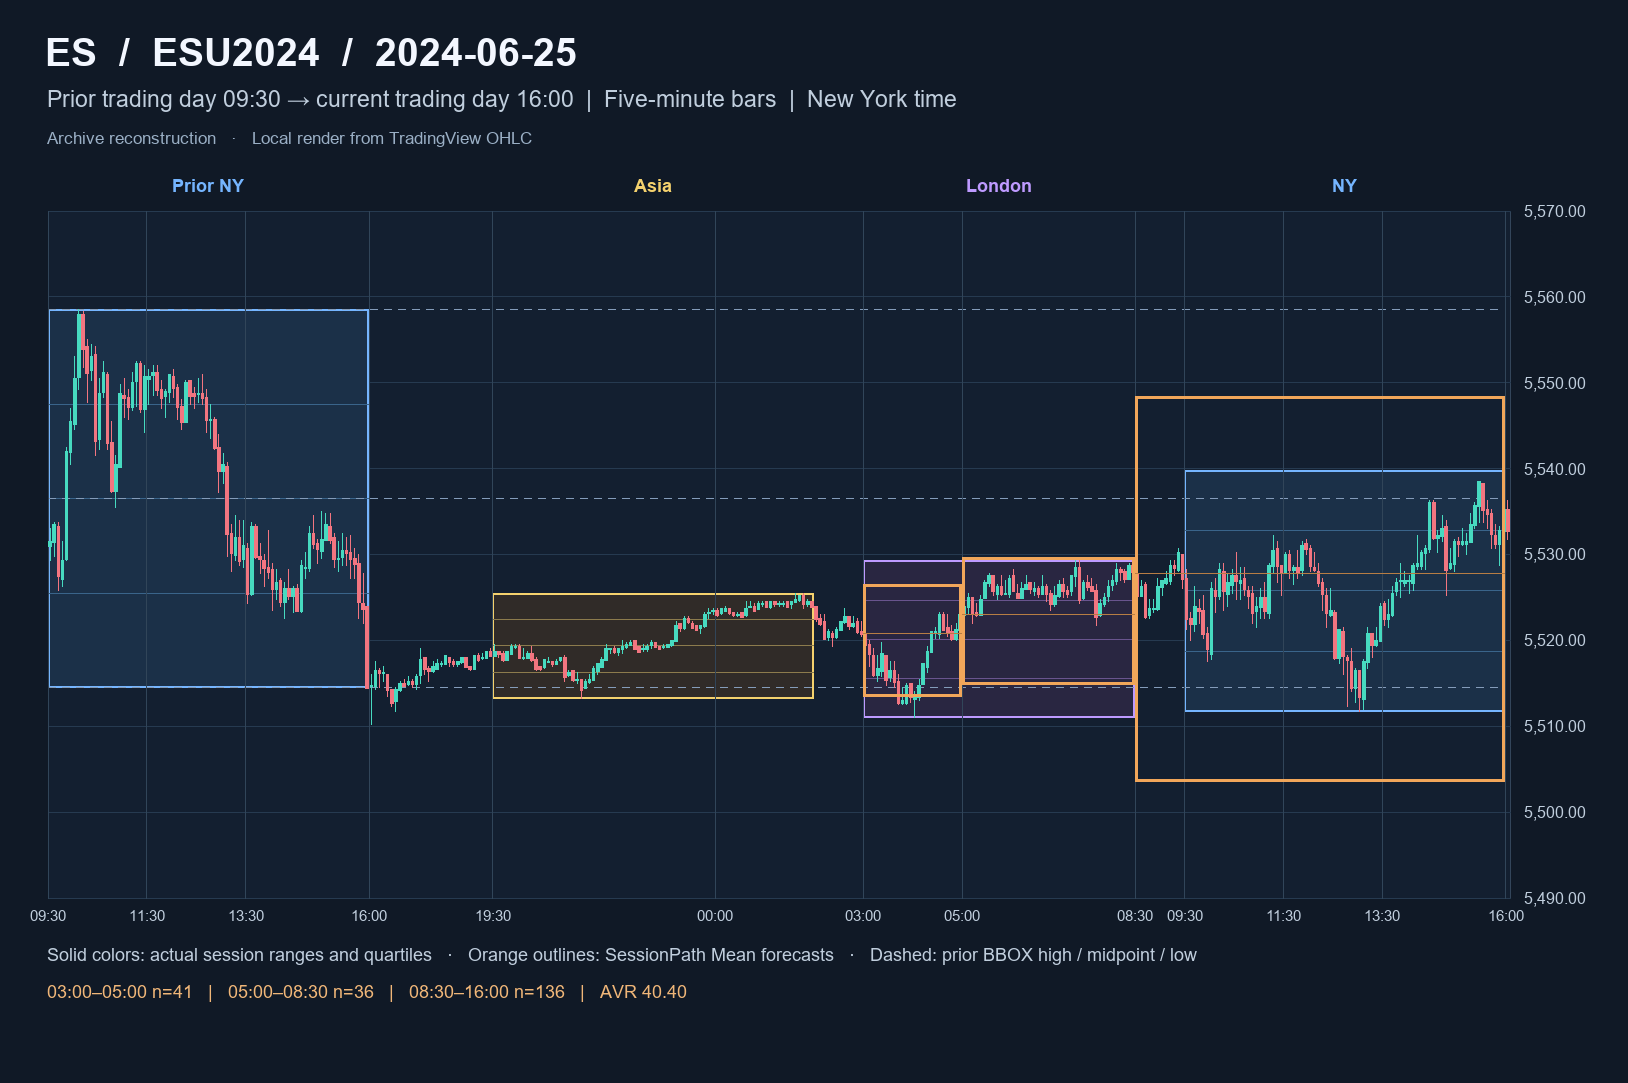 ES / ESU2024 / 2024-06-25
Prior trading day 09:30 → current trading day 16:00 | Five-minute bars | New York time
Archive reconstruction · Local render from TradingView OHLC
Prior NY Asia London NY
5,570.00
5,560.00
5,550.00
5,540.00
5,530.00
5,520.00
5,510.00
5,500.00
5,490.00
09:30 11:30 13:30 16:00 19:30 00:00 03:00 05:00 08:30 09:30 11:30 13:30 16:00
Solid colors: actual session ranges and quartiles · Orange outlines: SessionPath Mean forecasts · Dashed: prior BBOX high / midpoint / low
03:00–05:00 n=41 | 05:00–08:30 n=36 | 08:30–16:00 n=136 | AVR 40.40